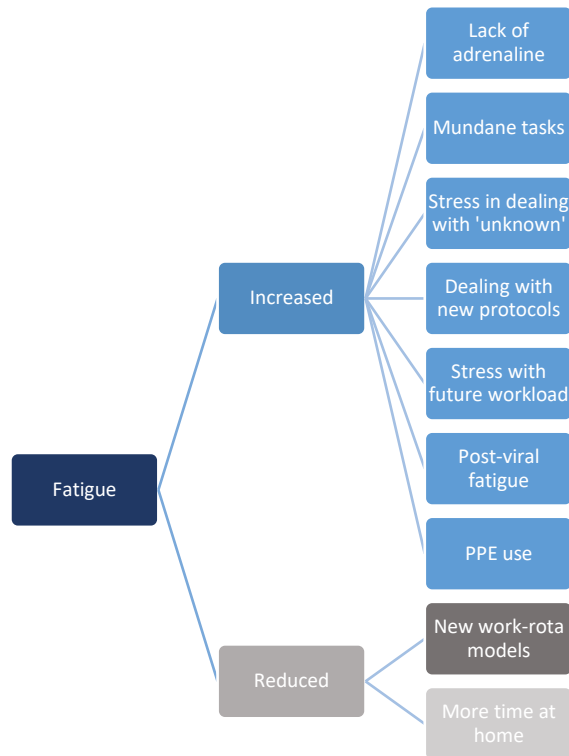 Lack of
adrenaline
Mundane tasks
Stress in dealing
with 'unknown'
Increased
Dealing with
new protocols
Stress with
future workload
Post-viral
fatigue
Fatigue
PPE use
New work-rota
models
Reduced
More time at
home